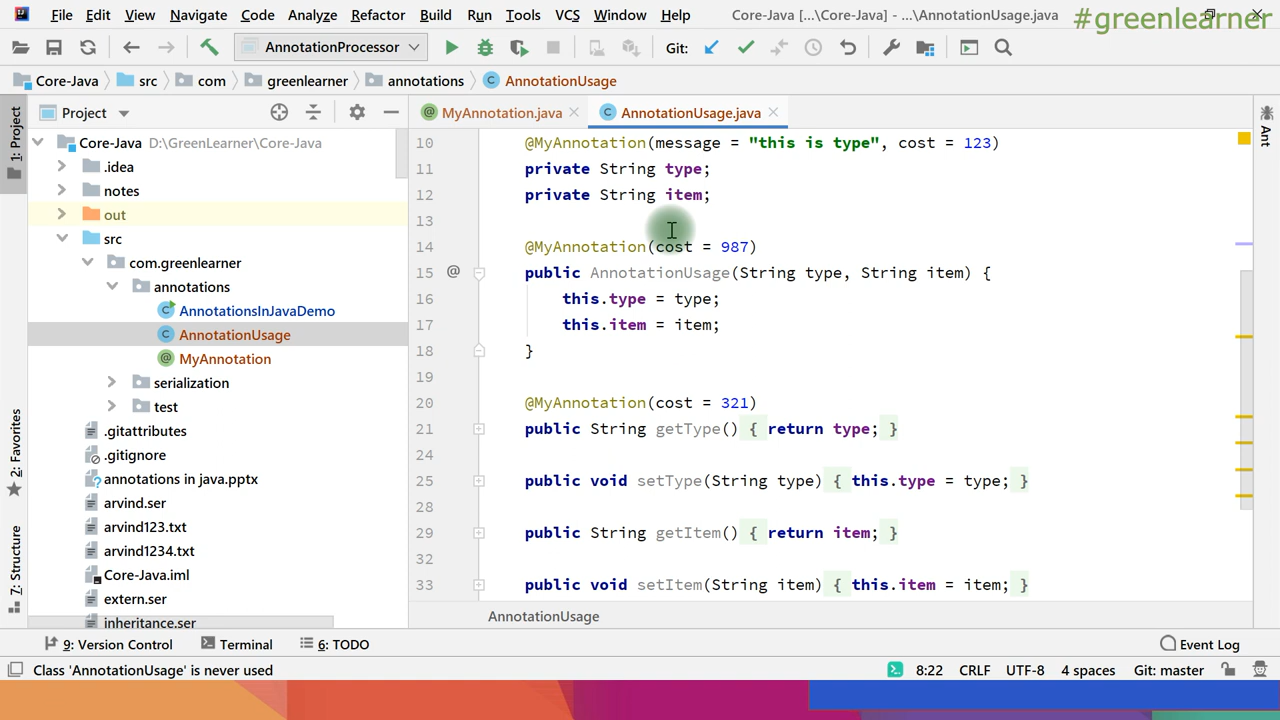 File Edit View Navigate Code Analyze Refactor Build Run Tools VCS Window Help Core-Java [...\Core-Java] - ...\AnnotationUsage.java
#greenlearner
AnnotationProcessor Git:
Core-Java src com greenlearner annotations AnnotationUsage
1: Project
2: Favorites
7: Structure
Project
Core-Java D:\GreenLearner\Core-Java
.idea
notes
out
src
com.greenlearner
annotations
AnnotationsInJavaDemo
AnnotationUsage
MyAnnotation
serialization
test
.gitattributes
.gitignore
annotations in java.pptx
arvind.ser
arvind123.txt
arvind1234.txt
Core-Java.iml
extern.ser
inheritance.ser
MyAnnotation.java AnnotationUsage.java
10 @MyAnnotation(message = "this is type", cost = 123)
11 private String type;
12 private String item;
13
14 @MyAnnotation(cost = 987)
15 @ public AnnotationUsage(String type, String item) {
16 this.type = type;
17 this.item = item;
18 }
19
20 @MyAnnotation(cost = 321)
21 public String getType() { return type; }
24
25 public void setType(String type) { this.type = type; }
28
29 public String getItem() { return item; }
32
33 public void setItem(String item) { this.item = item; }
AnnotationUsage
Ant
9: Version Control Terminal 6: TODO Event Log
Class 'AnnotationUsage' is never used 8:22 CRLF UTF-8 4 spaces Git: master